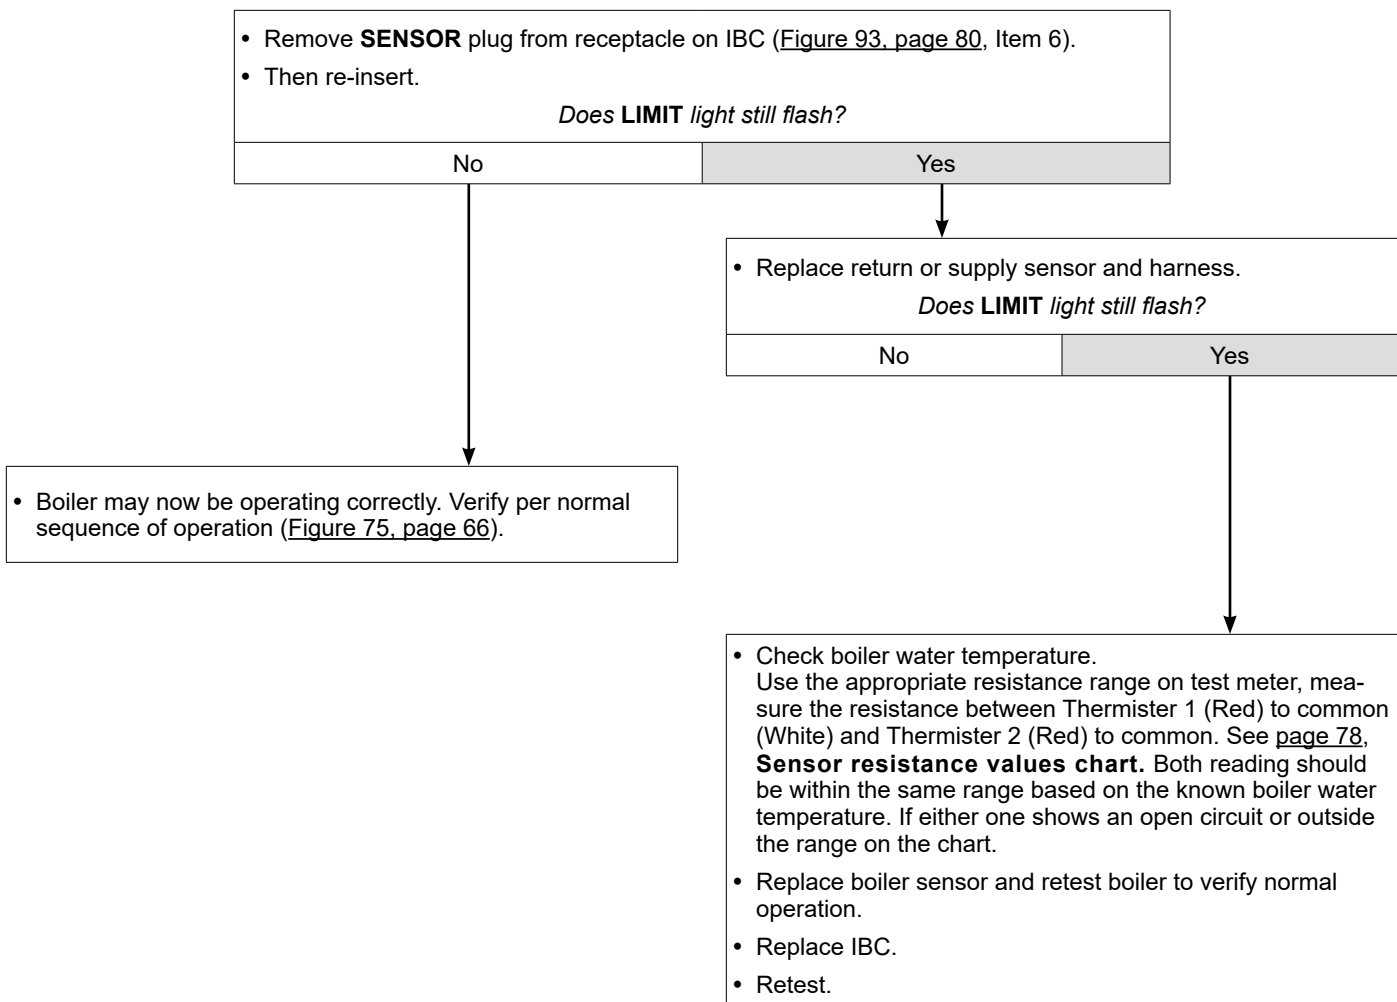 • Remove SENSOR plug from receptacle on IBC (Figure 93, page 80, Item 6).
• Then re-insert.
Does LIMIT light still flash?
No
Yes
• Replace return or supply sensor and harness.
Does LIMIT light still flash?
No
Yes
• Boiler may now be operating correctly. Verify per normal
sequence of operation (Figure 75, page 66).
• Check boiler water temperature.
Use the appropriate resistance range on test meter, mea-
sure the resistance between Thermister 1 (Red) to common
(White) and Thermister 2 (Red) to common. See page 78,
Sensor resistance values chart. Both reading should
be within the same range based on the known boiler water
temperature. If either one shows an open circuit or outside
the range on the chart.
• Replace boiler sensor and retest boiler to verify normal
operation.
• Replace IBC.
• Retest.